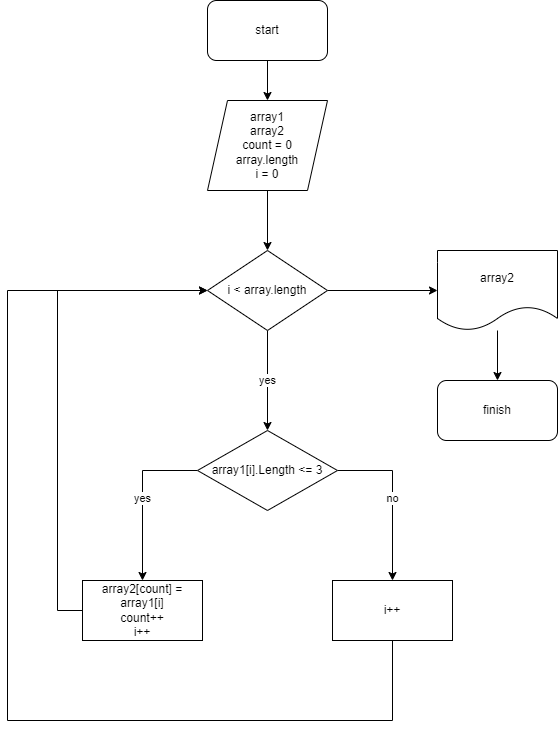 start
array1
array2
count = 0
array.length
i = 0
i < array.length
array2
yes
finish
array1[i].Length <= 3
yes
no
array2[count] =
array1[i]
count++
i++
i++